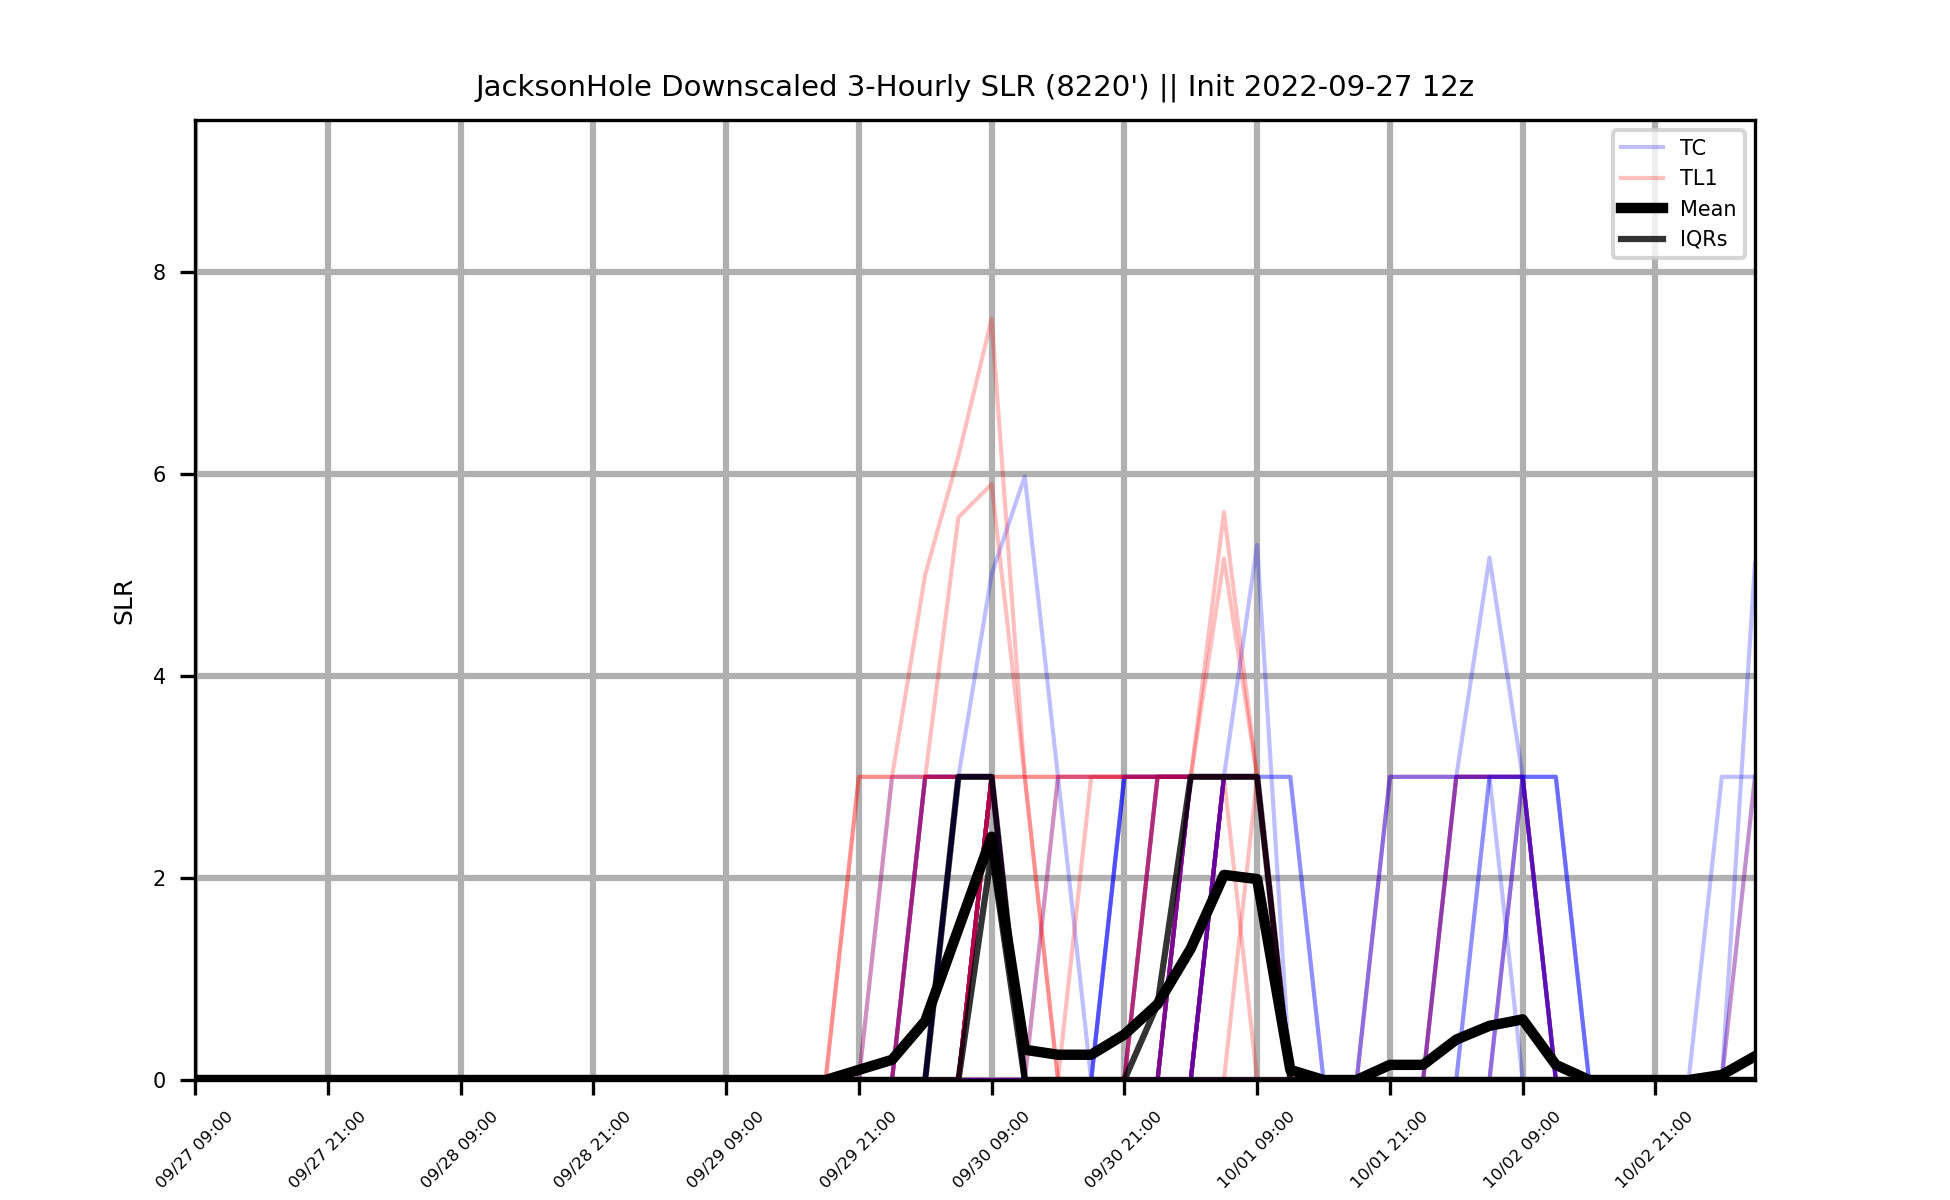 JacksonHole Downscaled 3-Hourly SLR (8220') || Init 2022-09-27 12z
TC
TL1
Mean
IQRs
SLR
8
6
4
2
0
09/27 09:00
09/27 21:00
09/28 09:00
09/28 21:00
09/29 09:00
09/29 21:00
09/30 09:00
09/30 21:00
10/01 09:00
10/01 21:00
10/02 09:00
10/02 21:00